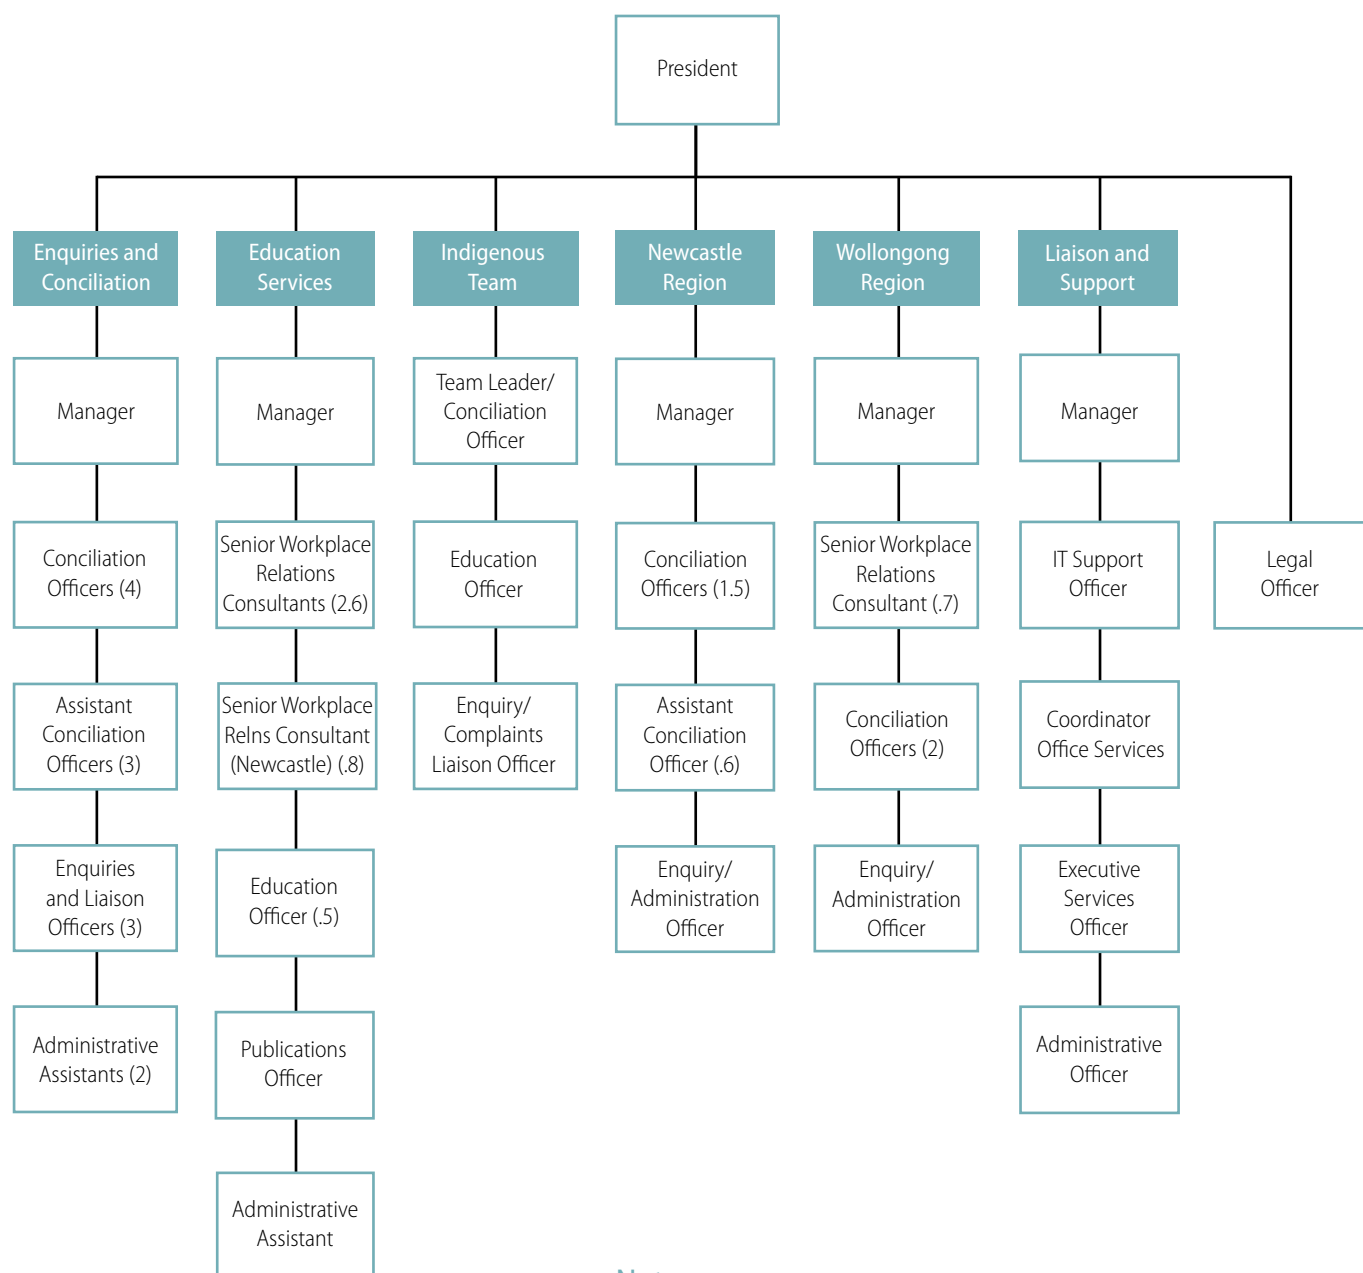 President
Enquiries and
Conciliation
Education
Services
Indigenous
Team
Newcastle
Region
Wollongong
Region
Liaison and
Support
Manager
Manager
Team Leader/
Conciliation
Officer
Manager
Manager
Manager
Conciliation
Officers (4)
Senior Workplace
Relations
Consultants (2.6)
Education
Officer
Conciliation
Officers (1.5)
Senior Workplace
Relations
Consultant (.7)
IT Support
Officer
Legal
Officer
Assistant
Conciliation
Officers (3)
Senior Workplace
Relns Consultant
(Newcastle) (.8)
Enquiry/
Complaints
Liaison Officer
Assistant
Conciliation
Officer (.6)
Conciliation
Officers (2)
Coordinator
Office Services
Enquiries
and Liaison
Officers (3)
Education
Officer (.5)
Enquiry/
Administration
Officer
Enquiry/
Administration
Officer
Executive
Services
Officer
Administrative
Assistants (2)
Publications
Officer
Administrative
Officer
Administrative
Assistant